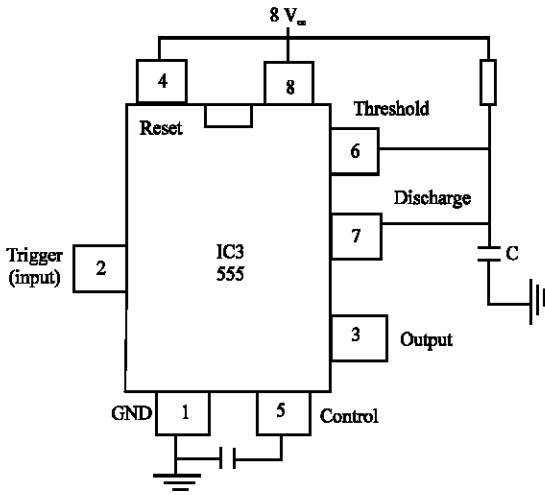 8 V
4
8
Reset
Threshold
6
Discharge
7
Trigger
(input)
2
IC3
555
C
3
Output
GND
1
5
Control